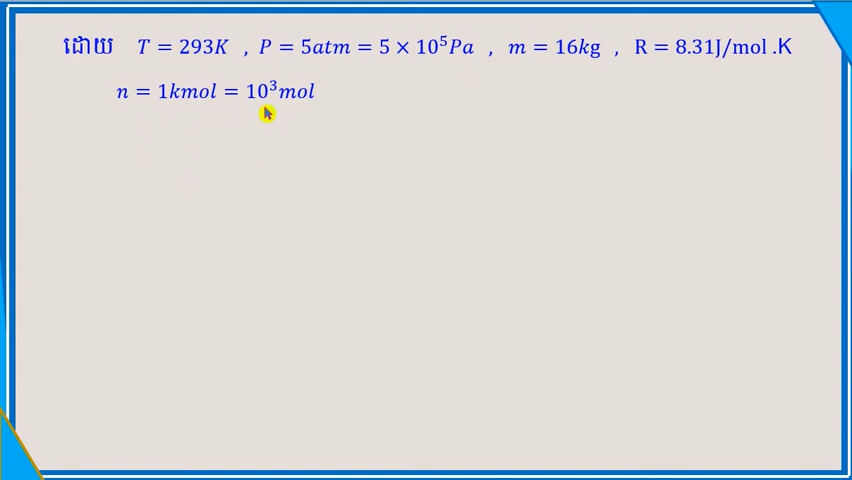 ដោយ T = 293K , P = 5atm = 5 × 10⁵Pa , m = 16kg , R = 8.31J/mol .K
n = 1kmol = 10³mol